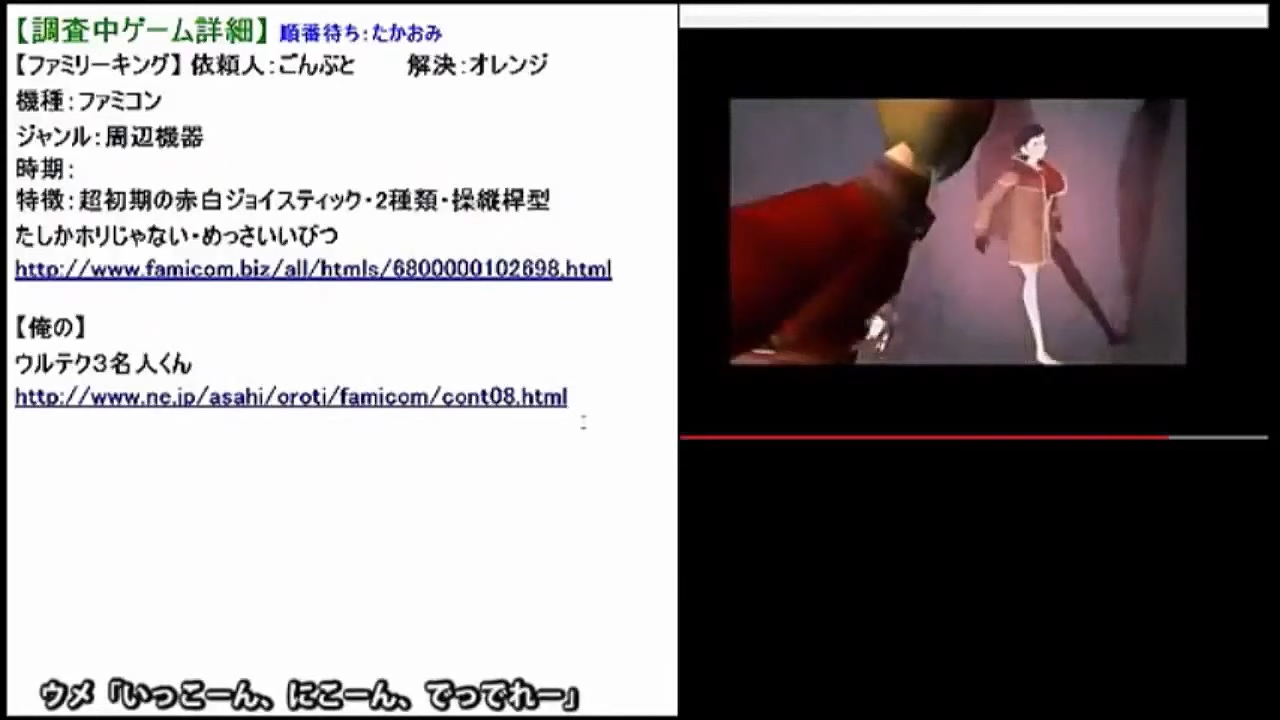 【調査中ゲーム詳細】 順番待ち：たかおみ
【ファミリーキング】 依頼人：ごんぶと　　解決：オレンジ
機種：ファミコン
ジャンル：周辺機器
時期：
特徴：超初期の赤白ジョイスティック・2種類・操縦桿型
たしかホリじゃない・めっさいいびつ
http://www.famicom.biz/all/htmls/6800000102698.html
【俺の】
ウルテク３名人くん
http://www.ne.jp/asahi/oroti/famicom/cont08.html
ウメ「いっこーん、にこーん、でっでれー」